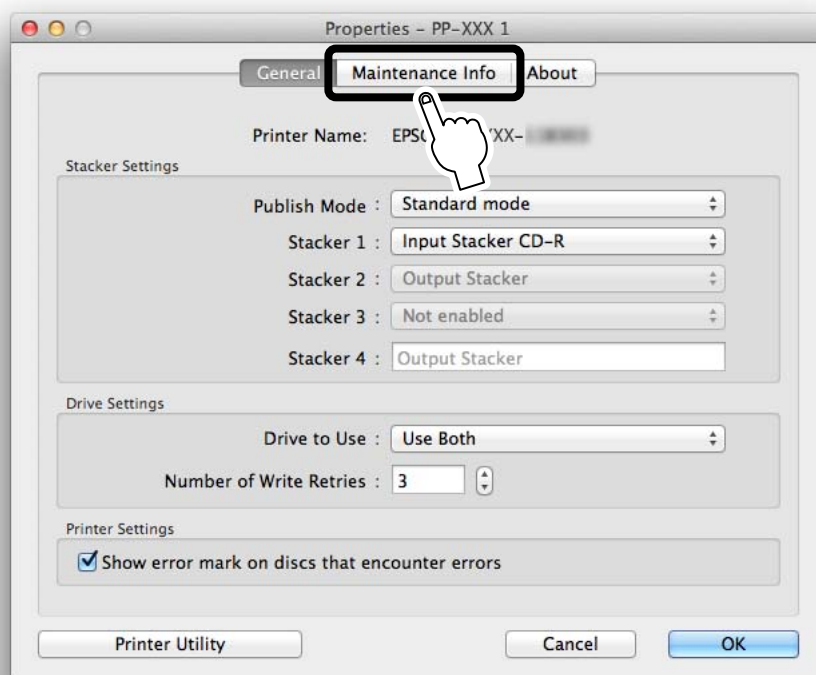 Properties – PP-XXX 1
General Maintenance Info About
Printer Name: EPS XX-
Stacker Settings
Publish Mode : Standard mode
Stacker 1 : Input Stacker CD-R
Stacker 2 : Output Stacker
Stacker 3 : Not enabled
Stacker 4 : Output Stacker
Drive Settings
Drive to Use : Use Both
Number of Write Retries : 3
Printer Settings
Show error mark on discs that encounter errors
Printer Utility Cancel OK